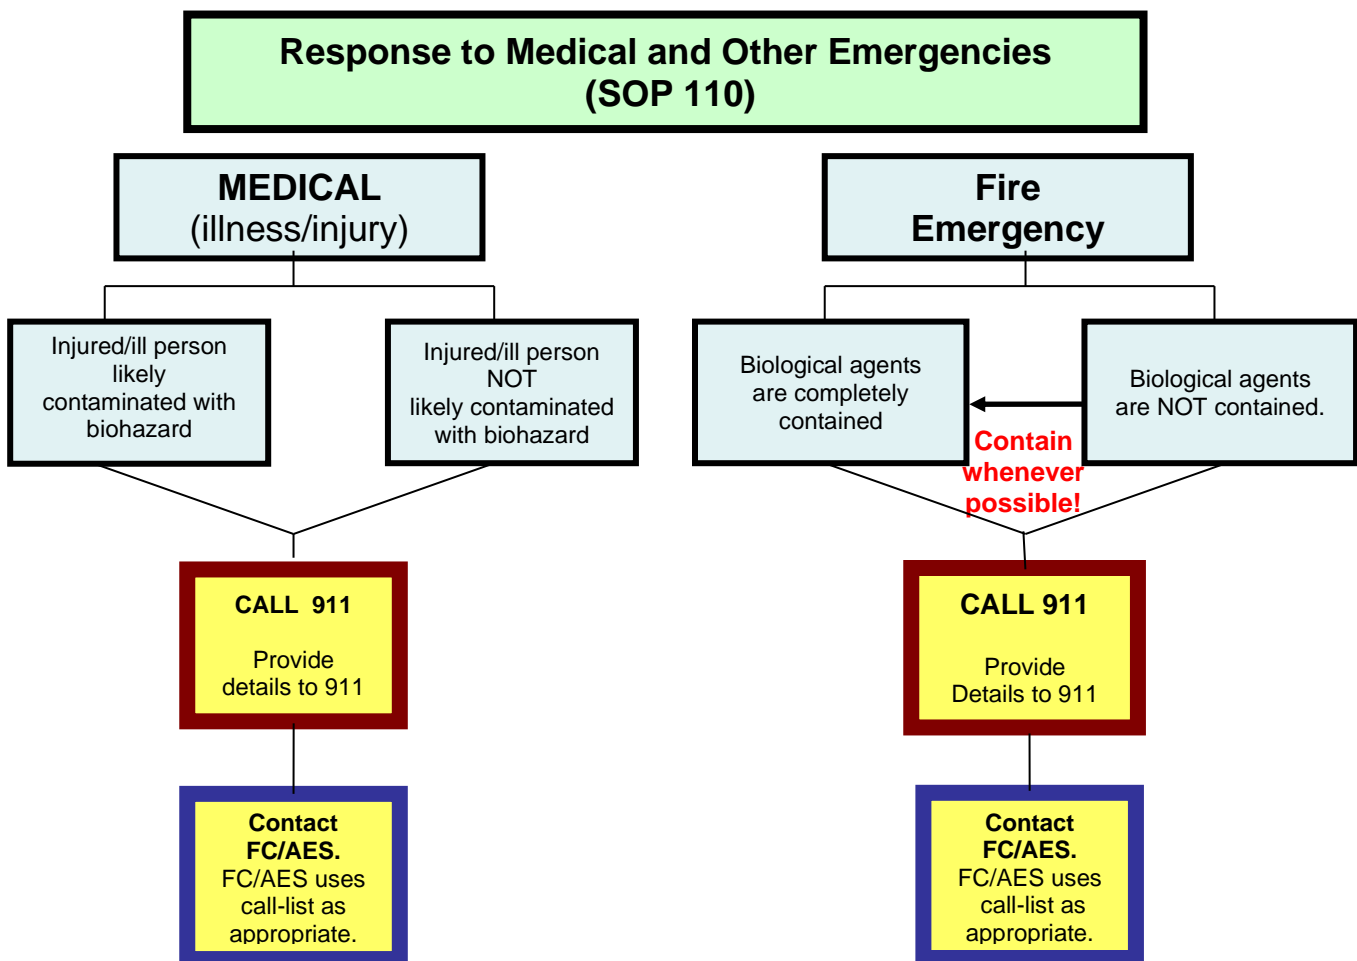 Response to Medical and Other Emergencies
(SOP 110)
MEDICAL
(illness/injury)
Fire
Emergency
Injured/ill person
likely
contaminated with
biohazard
Injured/ill person
NOT
likely contaminated
with biohazard
Biological agents
are completely
contained
Biological agents
are NOT contained.
Contain
whenever
possible!
CALL 911
Provide
details to 911
CALL 911
Provide
Details to 911
Contact
FC/AES.
FC/AES uses
call-list as
appropriate.
Contact
FC/AES.
FC/AES uses
call-list as
appropriate.